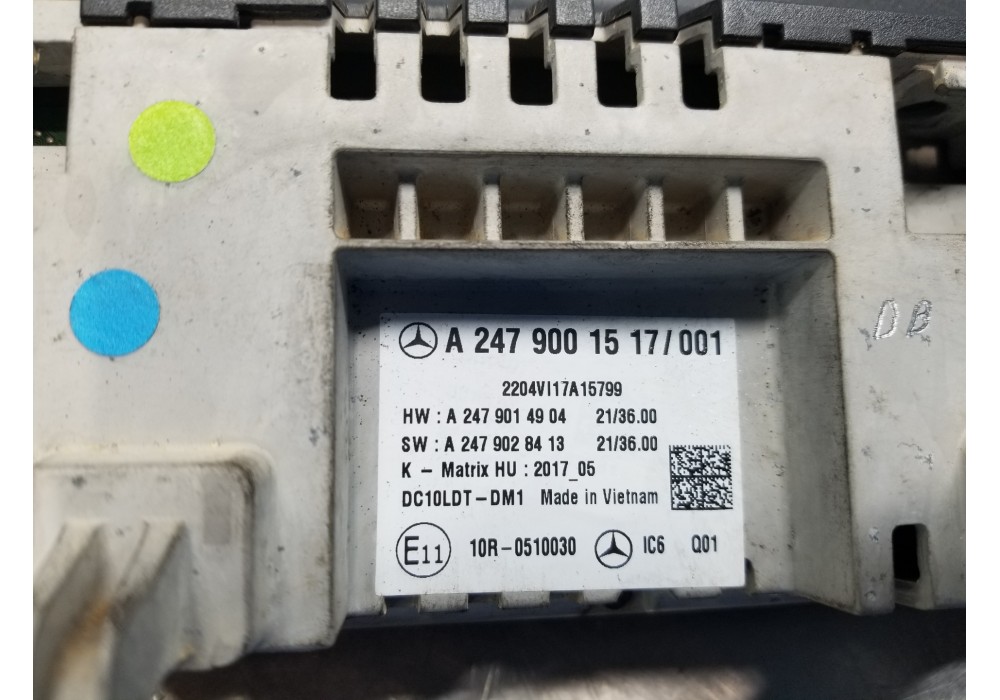 A 247 900 15 17/001
2204VI17A15799
HW : A 247 901 49 04 21/36.00
SW : A 247 902 84 13 21/36.00
K - Matrix HU : 2017_05
DC10LDT-DM1 Made in Vietnam
E11 10R-0510030 IC6 Q01
DB